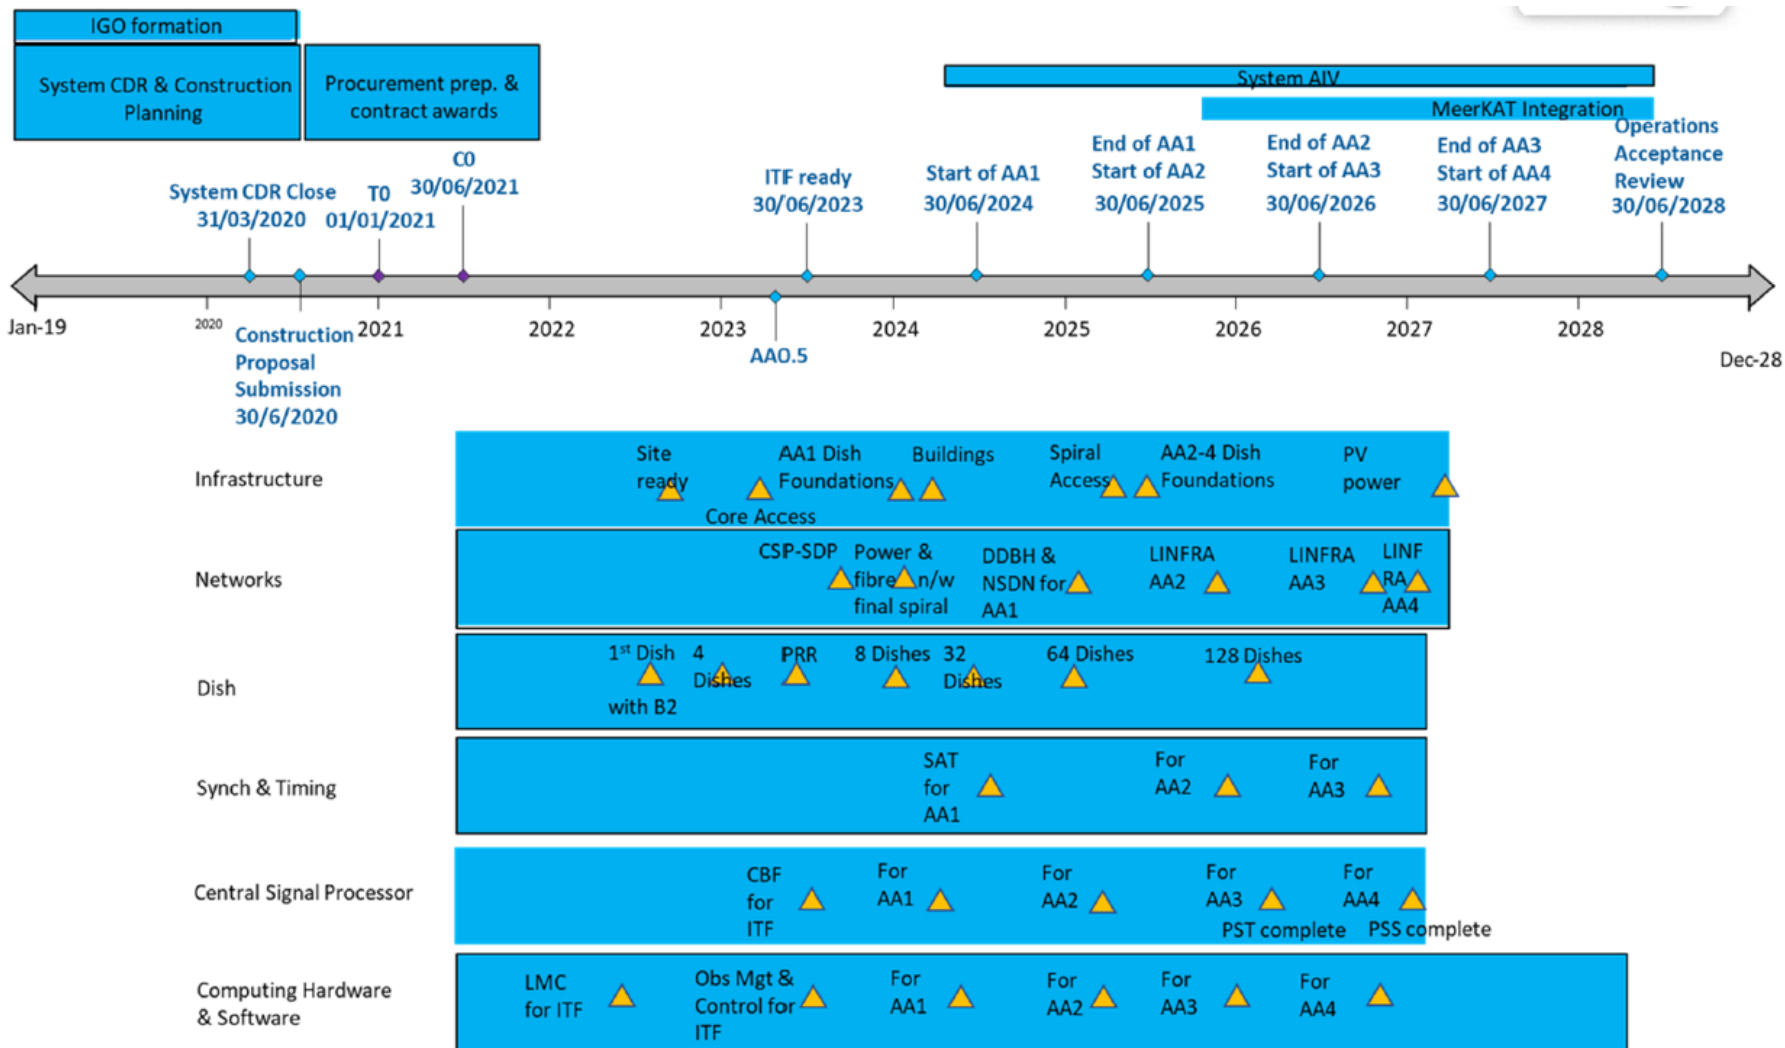 IGO formation
System CDR & Construction
Planning
Procurement prep. &
contract awards
System AIV
MeerKAT Integration
System CDR Close
31/03/2020
T0
01/01/2021
C0
30/06/2021
ITF ready
30/06/2023
Start of AA1
30/06/2024
End of AA1
Start of AA2
30/06/2025
End of AA2
Start of AA3
30/06/2026
End of AA3
Start of AA4
30/06/2027
Operations
Acceptance
Review
30/06/2028
Jan-19
2020
2021
2022
2023
2024
2025
2026
2027
2028
Dec-28
Construction
Proposal
Submission
30/6/2020
AA0.5
Infrastructure
Site
ready
Core Access
AA1 Dish
Foundations
Buildings
Spiral
Access
AA2-4 Dish
Foundations
PV
power
Networks
CSP-SDP
Power &
fibre n/w
final spiral
DDBH &
NSDN for
AA1
LINFRA
AA2
LINFRA
AA3
LINF
RA
AA4
Dish
1st Dish
with B2
4
Dishes
PRR
8 Dishes
32
Dishes
64 Dishes
128 Dishes
Synch & Timing
SAT
for
AA1
For
AA2
For
AA3
Central Signal Processor
CBF
for
ITF
For
AA1
For
AA2
For
AA3
PST complete
For
AA4
PSS complete
Computing Hardware
& Software
LMC
for ITF
Obs Mgt &
Control for
ITF
For
AA1
For
AA2
For
AA3
For
AA4